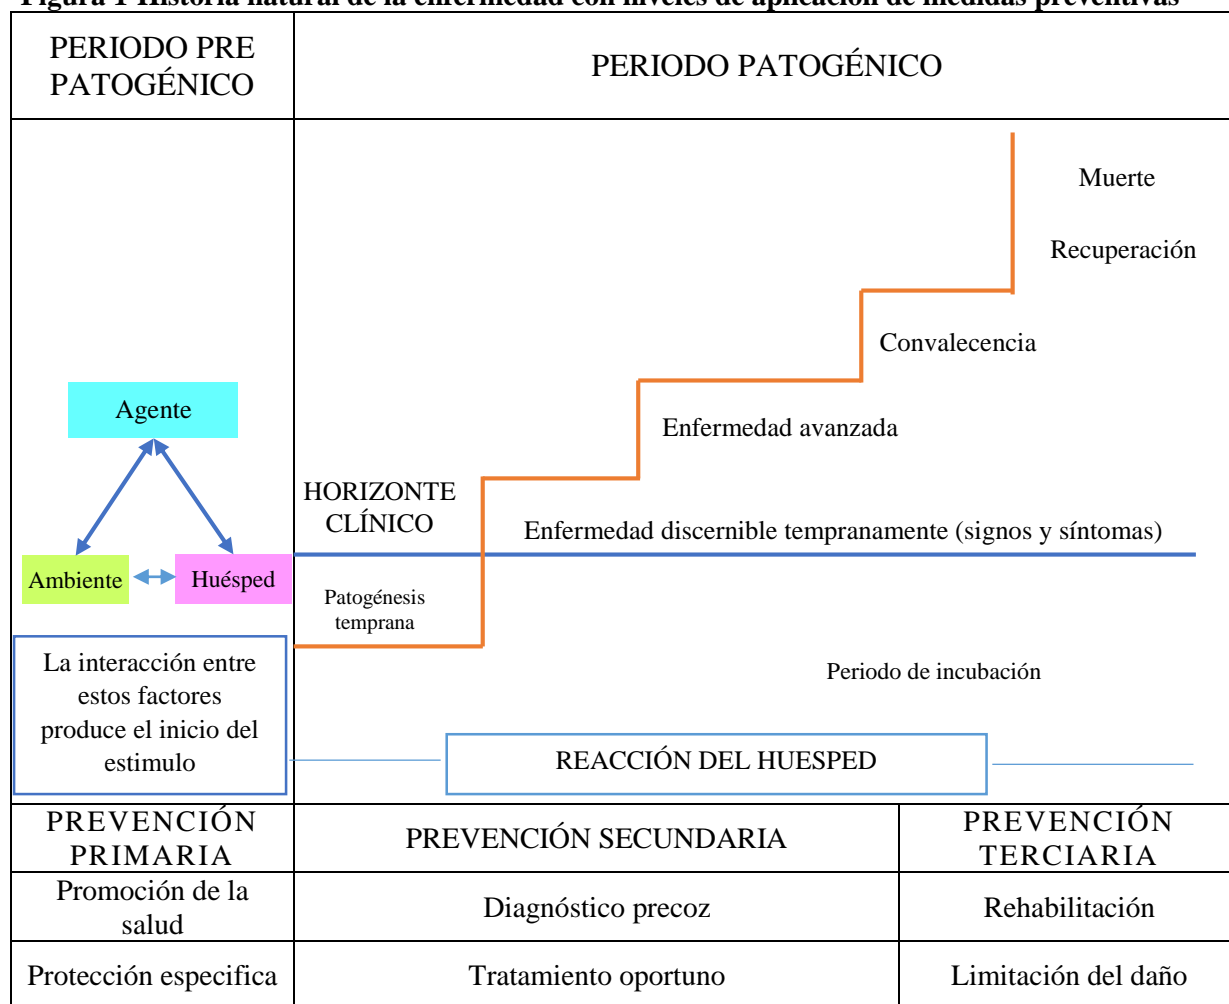 Figura 1 Historia natural de la enfermedad con niveles de aplicación de medidas preventivas
PERIODO PRE
PATOGÉNICO
PERIODO PATOGÉNICO
Muerte
Recuperación
Convalecencia
Agente
Enfermedad avanzada
HORIZONTE
CLÍNICO
Enfermedad discernible tempranamente (signos y síntomas)
Ambiente
Huésped
Patogénesis
temprana
La interacción entre
estos factores
produce el inicio del
estimulo
Periodo de incubación
REACCIÓN DEL HUESPED
PREVENCIÓN
PRIMARIA
PREVENCIÓN SECUNDARIA
PREVENCIÓN
TERCIARIA
Promoción de la
salud
Diagnóstico precoz
Rehabilitación
Protección especifica
Tratamiento oportuno
Limitación del daño